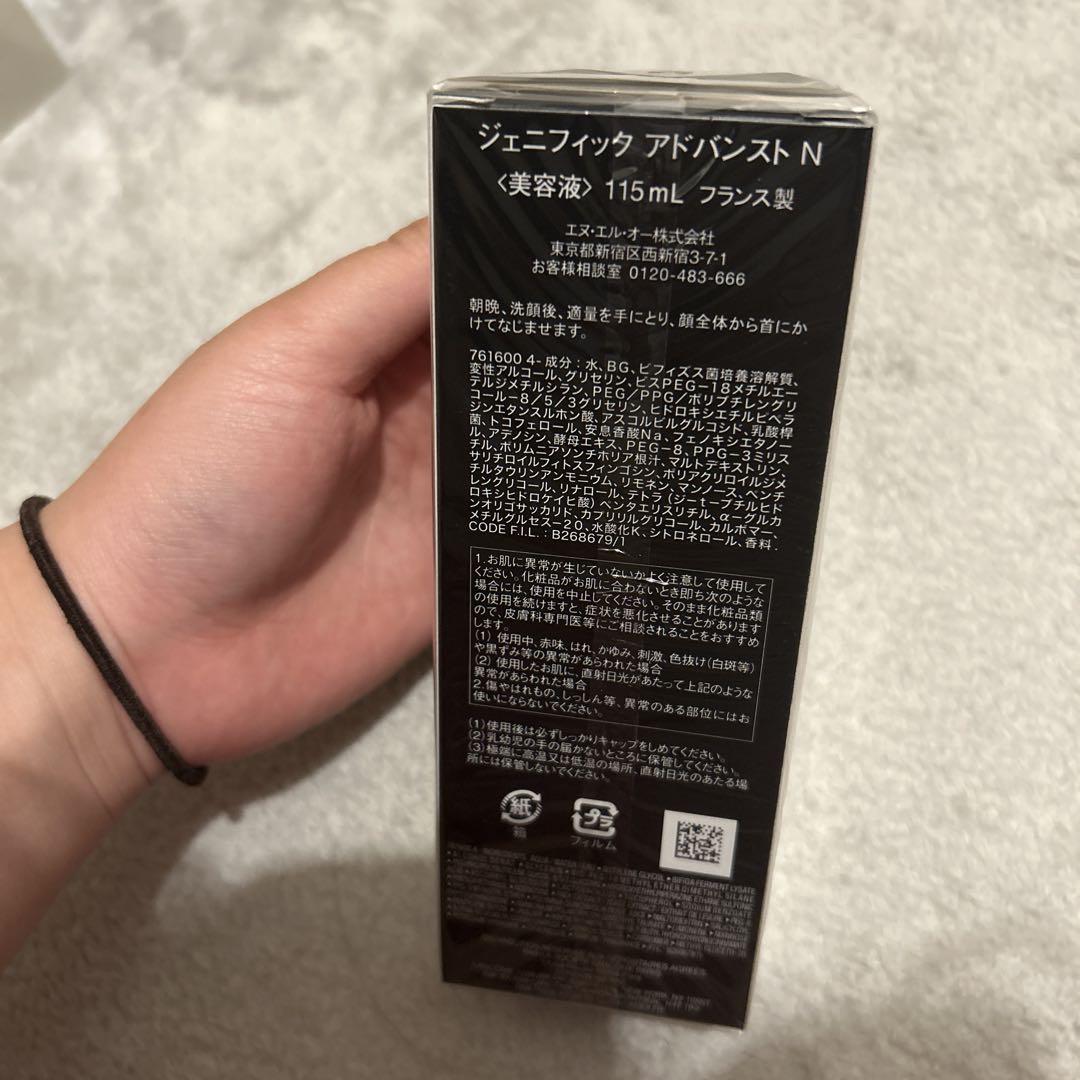 ジェニフィッタ アドバンスト N
〈美容液〉 115mL フランス製
エヌ・エル・オー株式会社
東京都新宿区西新宿3-7-1
お客様相談室 0120-483-666
朝晩、洗顔後、適量を手にとり、顔全体から首にか
けてなじませます。
761600 4- 成分：水、BG、ビフィズス菌培養溶解質、
変性アルコール、グリセリン、ビスPEG-18メチルエー
テルジメチルシラン、PEG／PPG／ポリブチレングリ
コール-8／5／3グリセリン、ヒドロキシエチルピペラ
ジンエタンスルホン酸、アスコルビルグルコシド、乳酸桿
菌、トコフェロール、安息香酸Na、フェノキシエタノー
ル、アデノシン、酵母エキス、PEG-8、PPG-3ミリス
チル、ポリムニアソンチホリア根汁、マルトデキストリン、
サリチロイルフィトスフィンゴシン、ポリアクリロイルジメ
チルタウリンアンモニウム、リモネン、マンノース、ペンチ
レングリコール、リナロール、テトラ（ジ-t-ブチルヒド
ロキシヒドロケイヒ酸）ペンタエリスリチル、α-グルカ
ンオリゴサッカリド、カプリリルグリコール、カルボマー、
メチルグルセス-20、水酸化K、シトロネロール、香料．
CODE F.I.L. : B268679/1
1.お肌に異常が生じていないかよく注意して使用して
ください。化粧品がお肌に合わないとき即ち次のような
場合には、使用を中止してください。そのまま化粧品類
の使用を続けますと、症状を悪化させることがあります
ので、皮膚科専門医等にご相談されることをおすすめ
します。
(1) 使用中、赤味、はれ、かゆみ、刺激、色抜け(白斑等)
や黒ずみ等の異常があらわれた場合
(2) 使用したお肌に、直射日光があたって上記のような
異常があらわれた場合
2.傷やはれもの、しっしん等、異常のある部位にはお
使いにならないでください。
(1)使用後は必ずしっかりキャップをしめてください。
(2)乳幼児の手の届かないところに保管してください。
(3)極端に高温又は低温の場所、直射日光のあたる場
所には保管しないでください。
紙
箱
プラ
フィルム